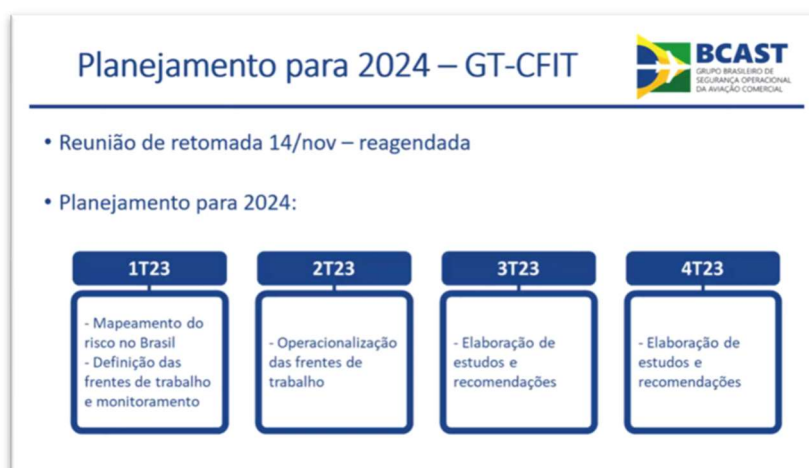 Planejamento para 2024 – GT-CFIT
BCAST
GRUPO BRASILEIRO DE
SEGURANÇA OPERACIONAL
DA AVIAÇÃO COMERCIAL
• Reunião de retomada 14/nov – reagendada
• Planejamento para 2024:
1T23
- Mapeamento do
risco no Brasil
- Definição das
frentes de trabalho
e monitoramento
2T23
- Operacionalização
das frentes de
trabalho
3T23
- Elaboração de
estudos e
recomendações
4T23
- Elaboração de
estudos e
recomendações